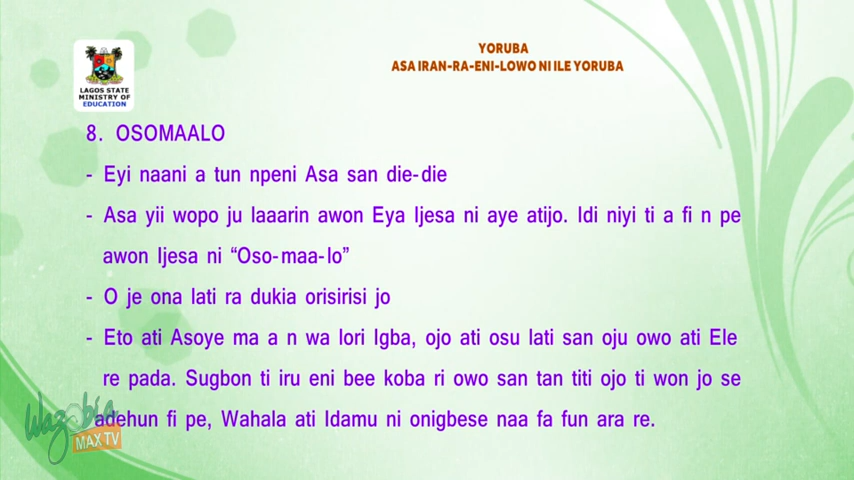 YORUBA
ASA IRAN-RA-ENI-LOWO NI ILE YORUBA
LAGOS STATE
MINISTRY OF
EDUCATION
8. OSOMAALO
- Eyi naani a tun npeni Asa san die-die
- Asa yii wopo ju laaarin awon Eya Ijesa ni aye atijo. Idi niyi ti a fi n pe
awon Ijesa ni “Oso-maa-lo”
- O je ona lati ra dukia orisirisi jo
- Eto ati Asoye ma a n wa lori Igba, ojo ati osu lati san oju owo ati Ele
re pada. Sugbon ti iru eni bee koba ri owo san tan titi ojo ti won jo se
adehun fi pe, Wahala ati Idamu ni onigbese naa fa fun ara re.
Wazobia
MAX TV